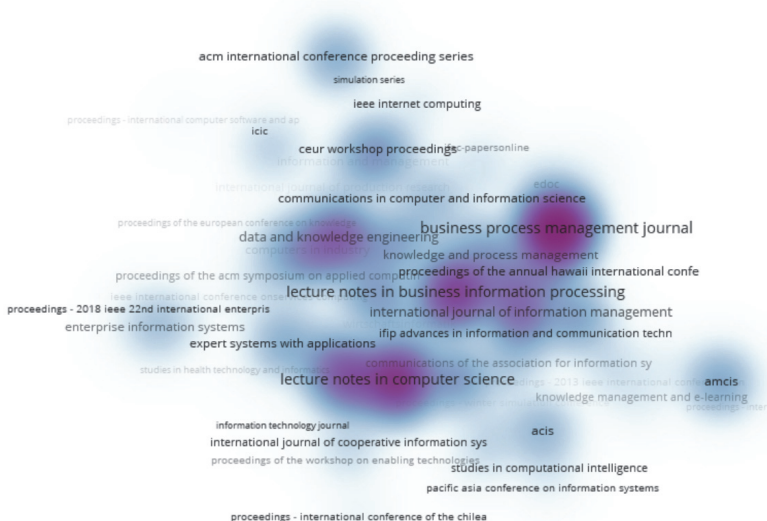 acm international conference proceeding series
simulation series
ieee internet computing
proceedings - international computer software and ap
icic
ceur workshop proceedings
-papersonline
information and management
edoc
international journal of production research
communications in computer and information science
proceedings of the european conference on knowledge
business process management journal
data and knowledge engineering
computers in industry
knowledge and process management
proceedings of the acm symposium on applied computin
proceedings of the annual hawaii international confe
lecture notes in business information processing
ieee international conference on
proceedings - 2018 ieee 22nd international enterpris
international journal of information management
enterprise information systems
ifip advances in information and communication techn
expert systems with applications
communications of the association for information sy
studies in health technology and informatics
lecture notes in computer science
- 2013 ieee international
amcis
knowledge management and e-learning
information technology journal
acis
international journal of cooperative information sys
proceedings of the workshop on enabling technologies
studies in computational intelligence
pacific asia conference on information systems
proceedings - international conference of the chilea